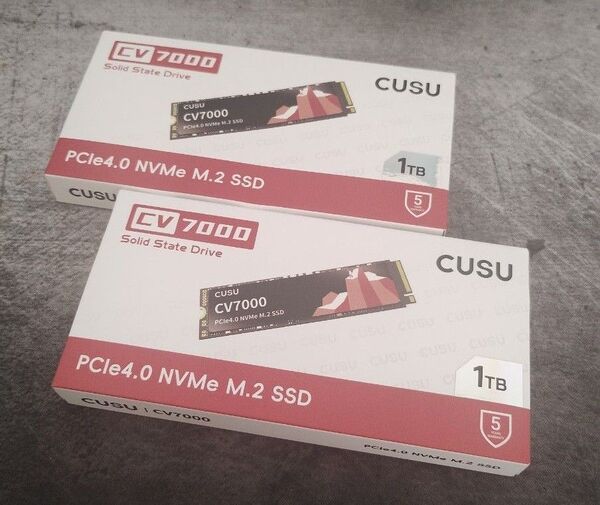 CV7000
Solid State Drive
CUSU
CUSU
CV7000
PCIe4.0 NVMe M.2 SSD
PCIe4.0 NVMe M.2 SSD
1TB
5
CUSU
CV7000
Solid State Drive
CUSU
CUSU
CV7000
PCIe4.0 NVMe M.2 SSD
PCIe4.0 NVMe M.2 SSD
1TB
5
YEARS
WARRANTY
CUSU | CV7000
PCIe4.0 NVMe M.2 SSD